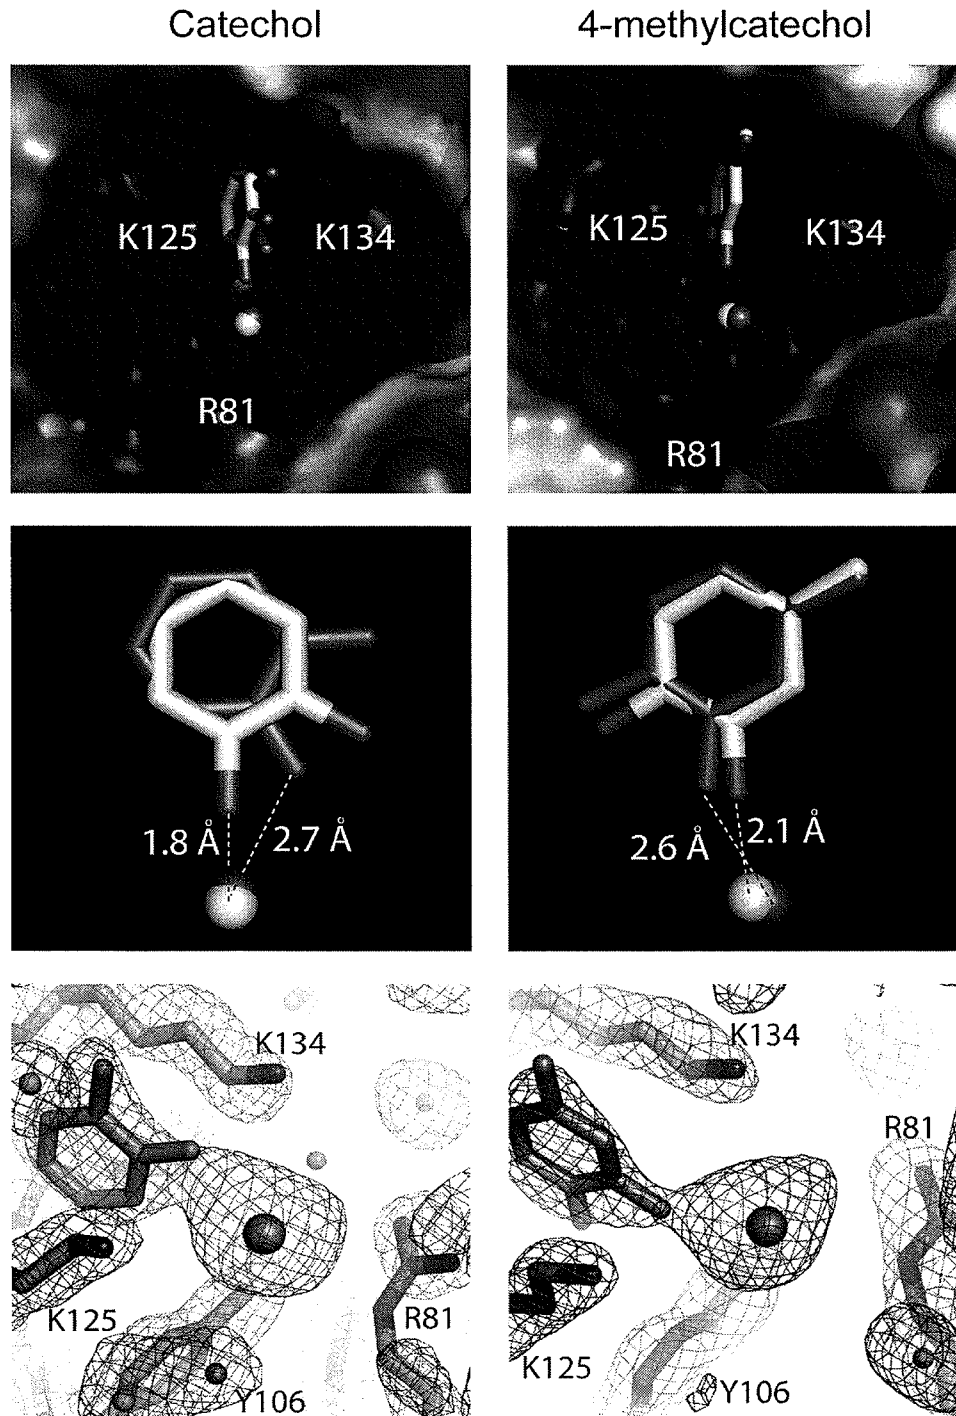 Catechol
4-methylcatechol
K125
K134
R81
K125
K134
R81
1.8 Å
2.7 Å
2.6 Å
2.1 Å
K134
K125
R81
Y106
K134
R81
K125
Y106